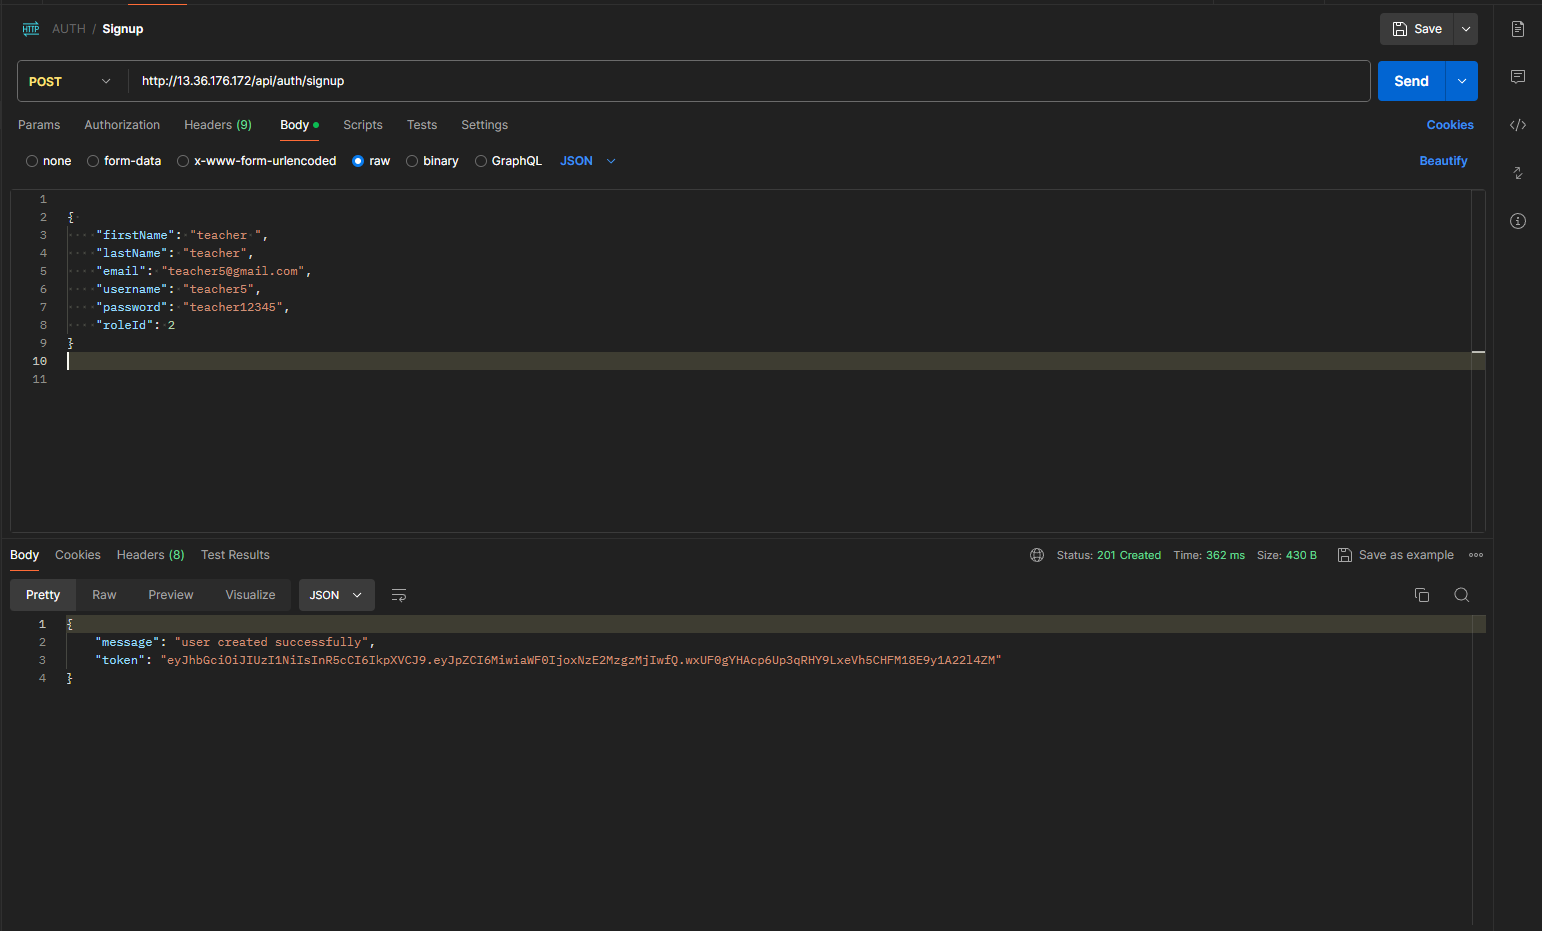 HTTP AUTH / Signup Save
POST http://13.36.176.172/api/auth/signup Send
Params Authorization Headers (9) Body Scripts Tests Settings Cookies
none form-data x-www-form-urlencoded raw binary GraphQL JSON Beautify
1
2 {
3 "firstName": "teacher ",
4 "lastName": "teacher",
5 "email": "teacher5@gmail.com",
6 "username": "teacher5",
7 "password": "teacher12345",
8 "roleId": 2
9 }
10
11
Body Cookies Headers (8) Test Results Status: 201 Created Time: 362 ms Size: 430 B Save as example
Pretty Raw Preview Visualize JSON
1 {
2 "message": "user created successfully",
3 "token": "eyJhbGciOiJIUzI1NiIsInR5cCI6IkpXVCJ9.eyJpZCI6MiwiaWF0IjoxNzE2MzgzMjIwfQ.wxUF0gYHAcp6Up3qRHY9LxeVh5CHFM18E9y1A22l4ZM"
4 }